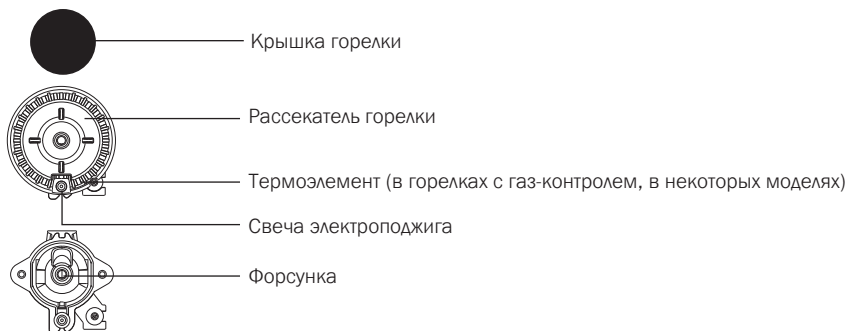 Крышка горелки
Рассекатель горелки
Термоэлемент (в горелках с газ-контролем, в некоторых моделях)
Свеча электроподжига
Форсунка